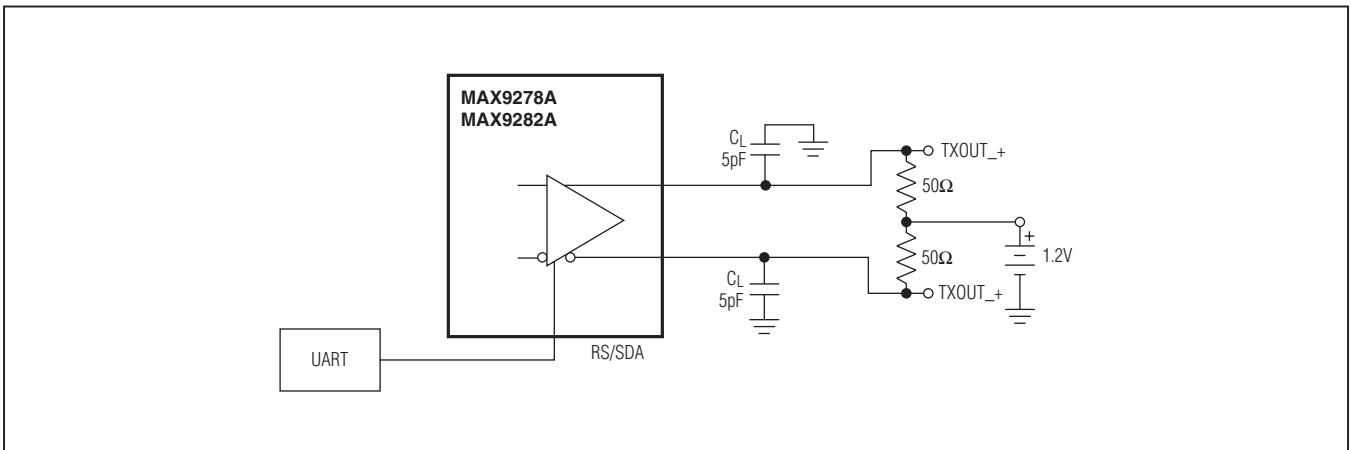 MAX9278A
MAX9282A
CL
5pF
TXOUT_+
50Ω
+
1.2V
50Ω
CL
5pF
TXOUT_+
RS/SDA
UART